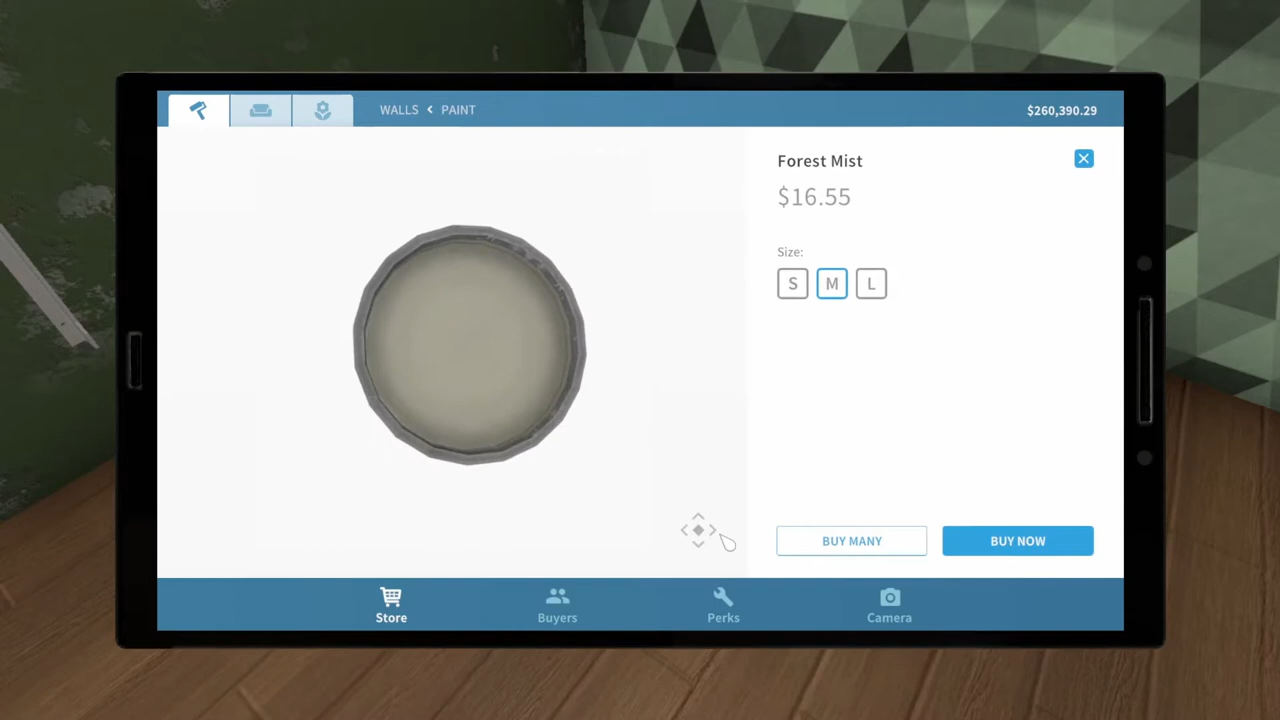 WALLS < PAINT
$260,390.29
Forest Mist
$16.55
Size:
S M L
BUY MANY
BUY NOW
Store
Buyers
Perks
Camera